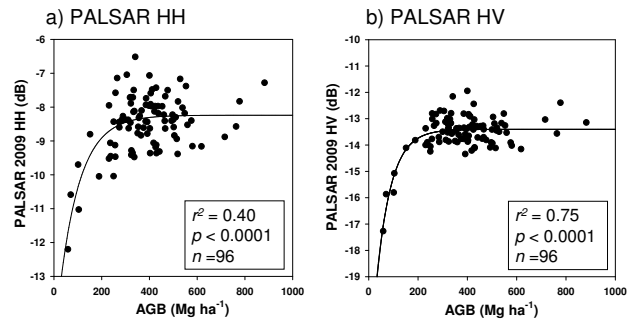 a) PALSAR HH
b) PALSAR HV
PALSAR 2009 HH (dB)
-6
-7
-8
-9
-10
-11
-12
-13
0
200
400
600
800
1000
AGB (Mg ha⁻¹)
r² = 0.40
p < 0.0001
n =96
PALSAR 2009 HV (dB)
-10
-11
-12
-13
-14
-15
-16
-17
-18
-19
0
200
400
600
800
1000
AGB (Mg ha⁻¹)
r² = 0.75
p < 0.0001
n =96